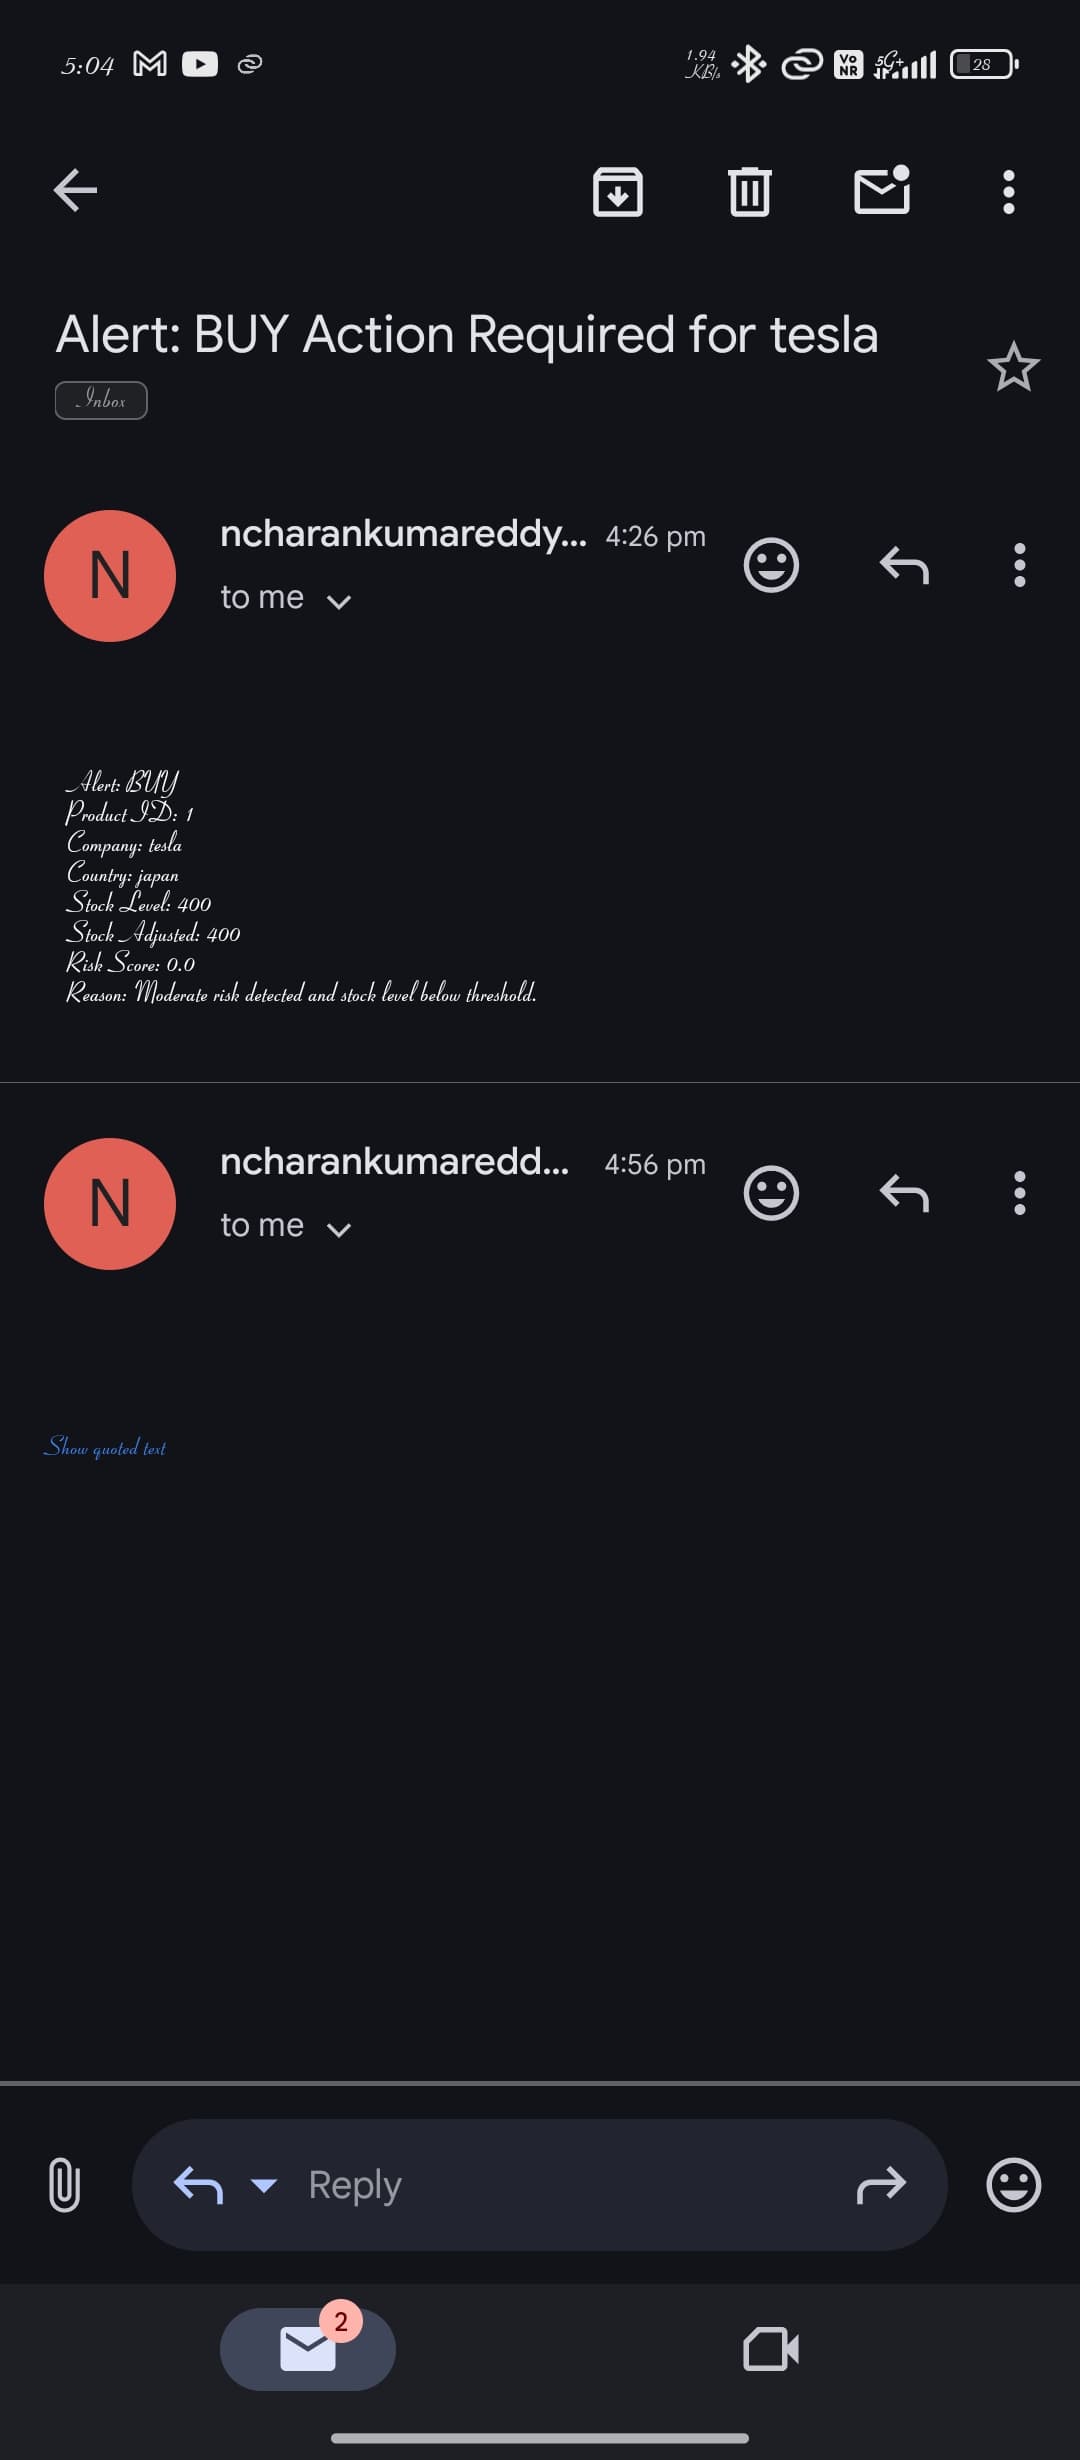 5:04
1.94
KB/s
Vo
NR
5G+
28
Alert: BUY Action Required for tesla
Inbox
N
ncharankumareddy... 4:26 pm
to me
Alert: BUY
Product ID: 1
Company: tesla
Country: japan
Stock Level: 400
Stock Adjusted: 400
Risk Score: 0.0
Reason: Moderate risk detected and stock level below threshold.
N
ncharankumaredd... 4:56 pm
to me
Show quoted text
Reply
2